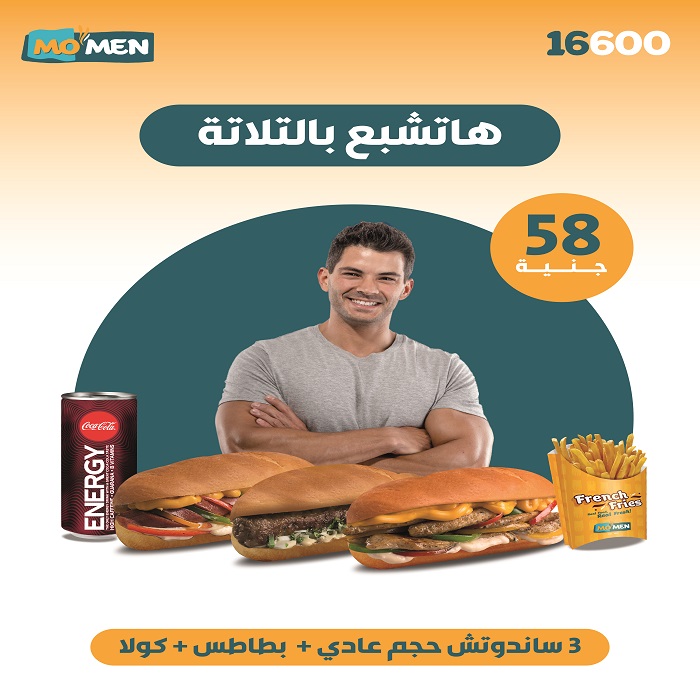 MO'MEN
16600
هاتشبع بالتلاتة
58
جنية
Coca-Cola
ENERGY
French
Fries
MO'MEN
3 ساندوتش حجم عادي + بطاطس + كولا